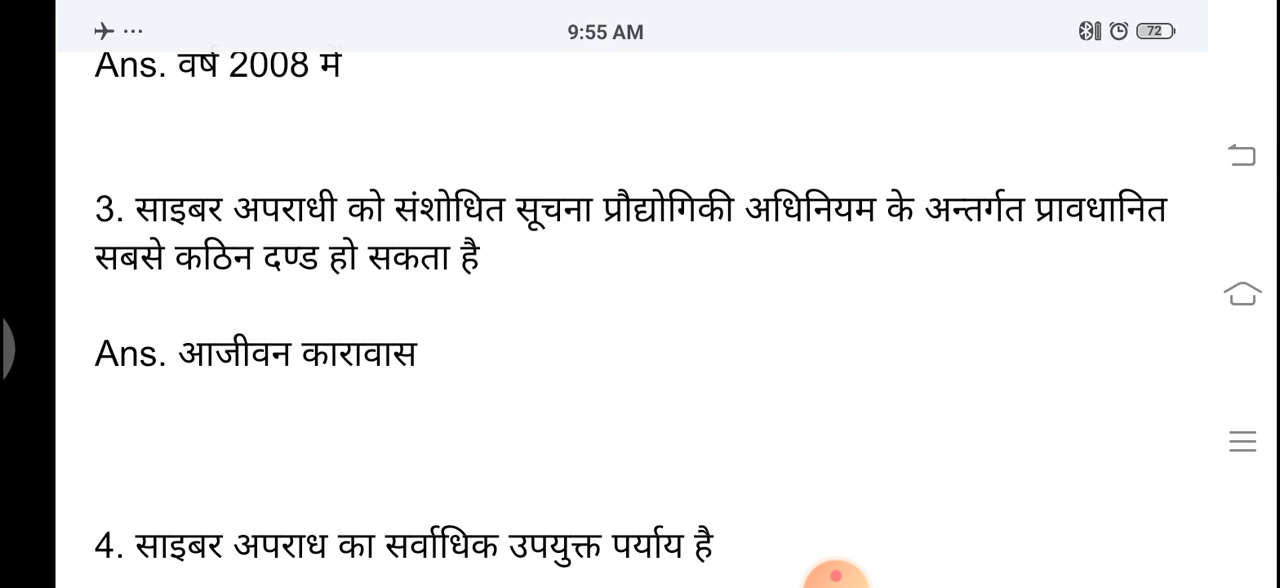 9:55 AM
72
Ans. वर्ष 2008 में
3. साइबर अपराधी को संशोधित सूचना प्रौद्योगिकी अधिनियम के अन्तर्गत प्रावधानित
सबसे कठिन दण्ड हो सकता है
Ans. आजीवन कारावास
4. साइबर अपराध का सर्वाधिक उपयुक्त पर्याय है